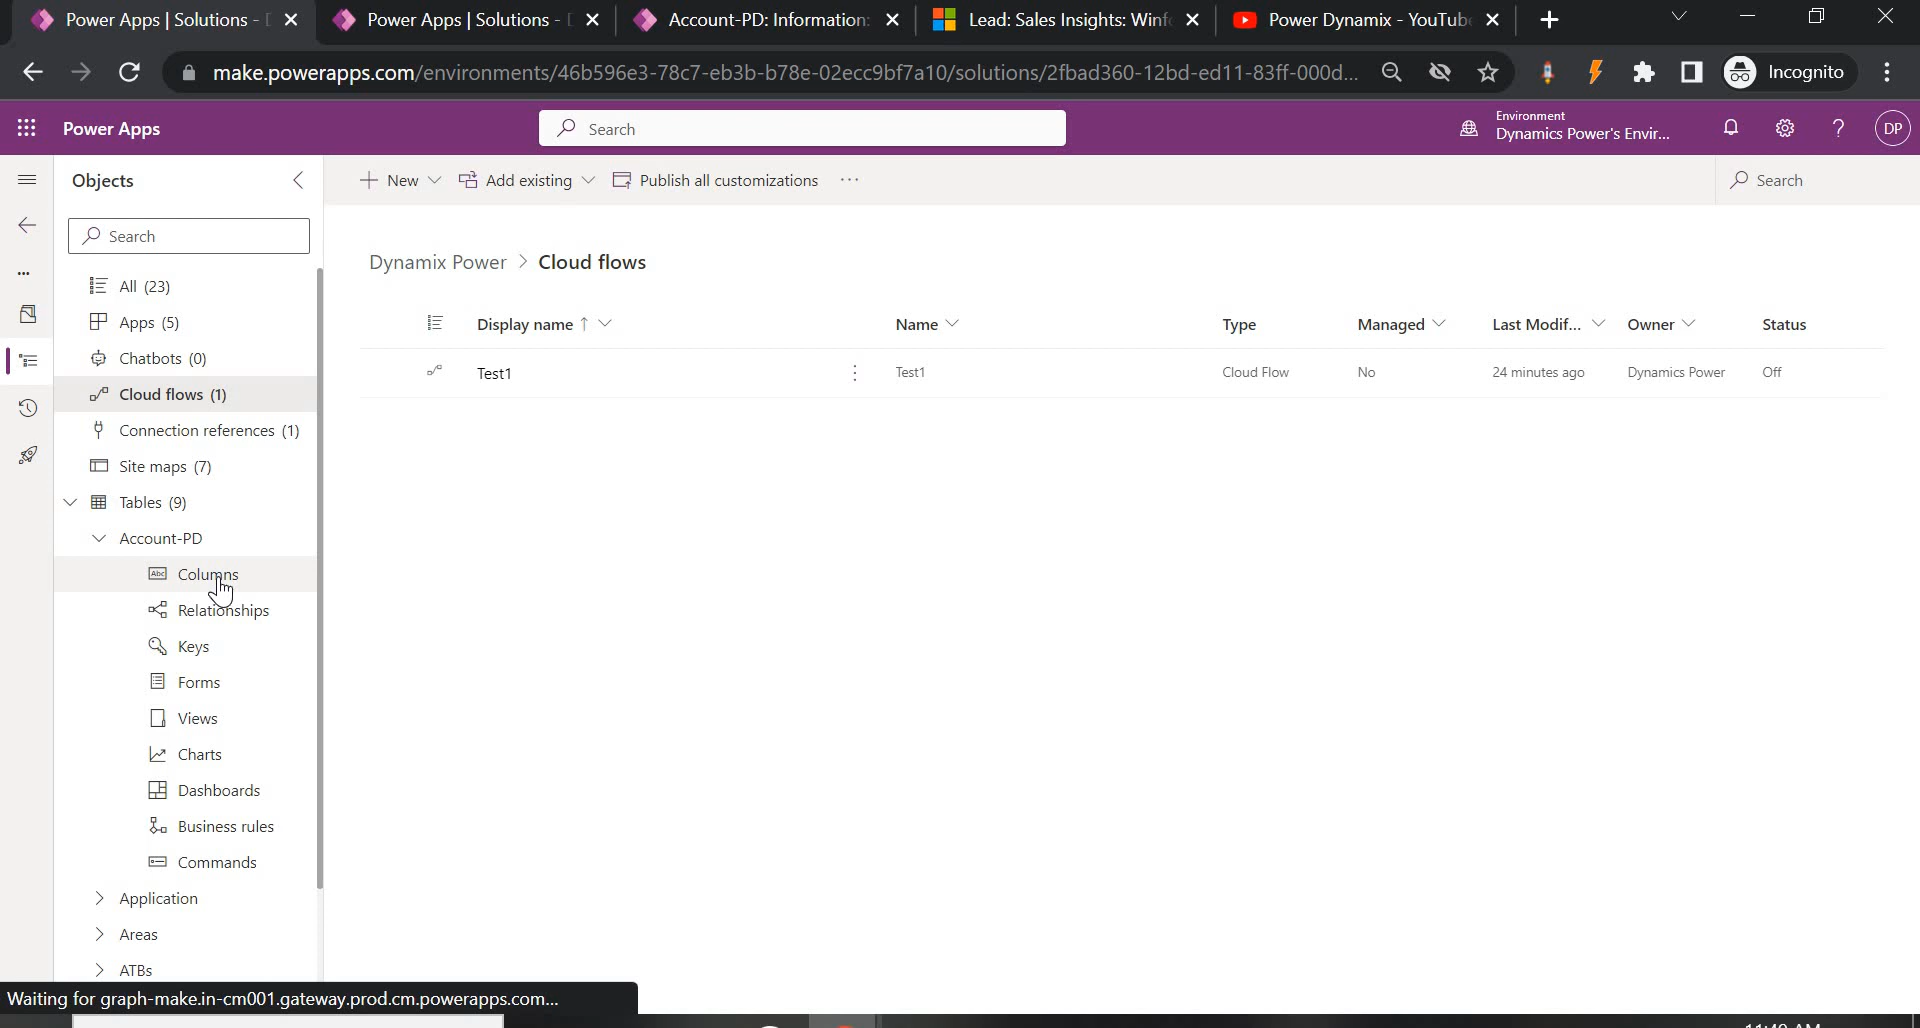 Power Apps | Solutions -
Power Apps | Solutions -
Account-PD: Information:
Lead: Sales Insights: Winf
Power Dynamix - YouTub
make.powerapps.com/environments/46b596e3-78c7-eb3b-b78e-02ecc9bf7a10/solutions/2fbad360-12bd-ed11-83ff-000d...
Incognito
Power Apps
Search
Environment
Dynamics Power's Envir...
?
DP
Objects
New
Add existing
Publish all customizations
...
Search
Search
Dynamix Power > Cloud flows
All (23)
Apps (5)
Chatbots (0)
Cloud flows (1)
Connection references (1)
Site maps (7)
Tables (9)
Account-PD
Abc Columns
Relationships
Keys
Forms
Views
Charts
Dashboards
Business rules
Commands
Application
Areas
ATBs
Display name ↑
Name
Type
Managed
Last Modif...
Owner
Status
Test1
Test1
Cloud Flow
No
24 minutes ago
Dynamics Power
Off
Waiting for graph-make.in-cm001.gateway.prod.cm.powerapps.com...